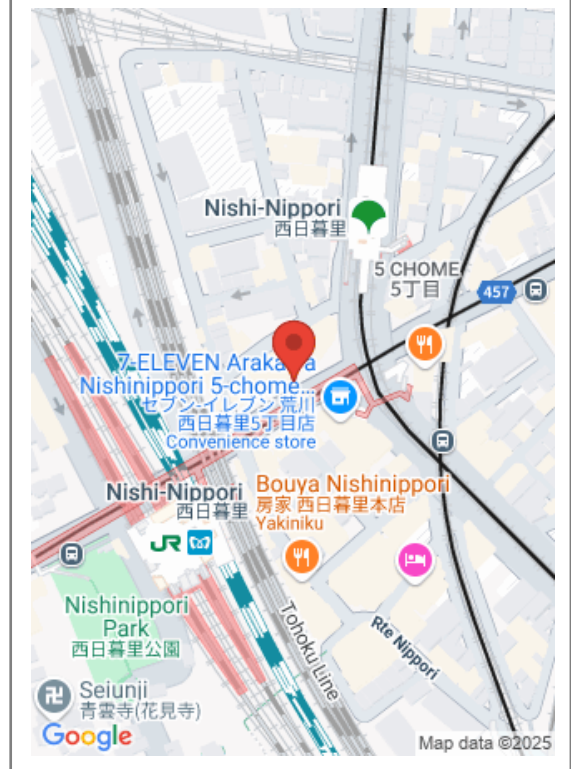 Nishi-Nippori
西日暮里
5 CHOME
5丁目
457
7-ELEVEN Arakawa
Nishinippori 5-chome...
セブン-イレブン 荒川
西日暮里5丁目店
Convenience store
Bouya Nishinippori
房家 西日暮里本店
Yakiniku
Nishi-Nippori
西日暮里
JR
Nishinippori
Park
西日暮里公園
Tohoku Line
Rte Nippori
Seiunji
青雲寺(花見寺)
Google
Map data ©2025